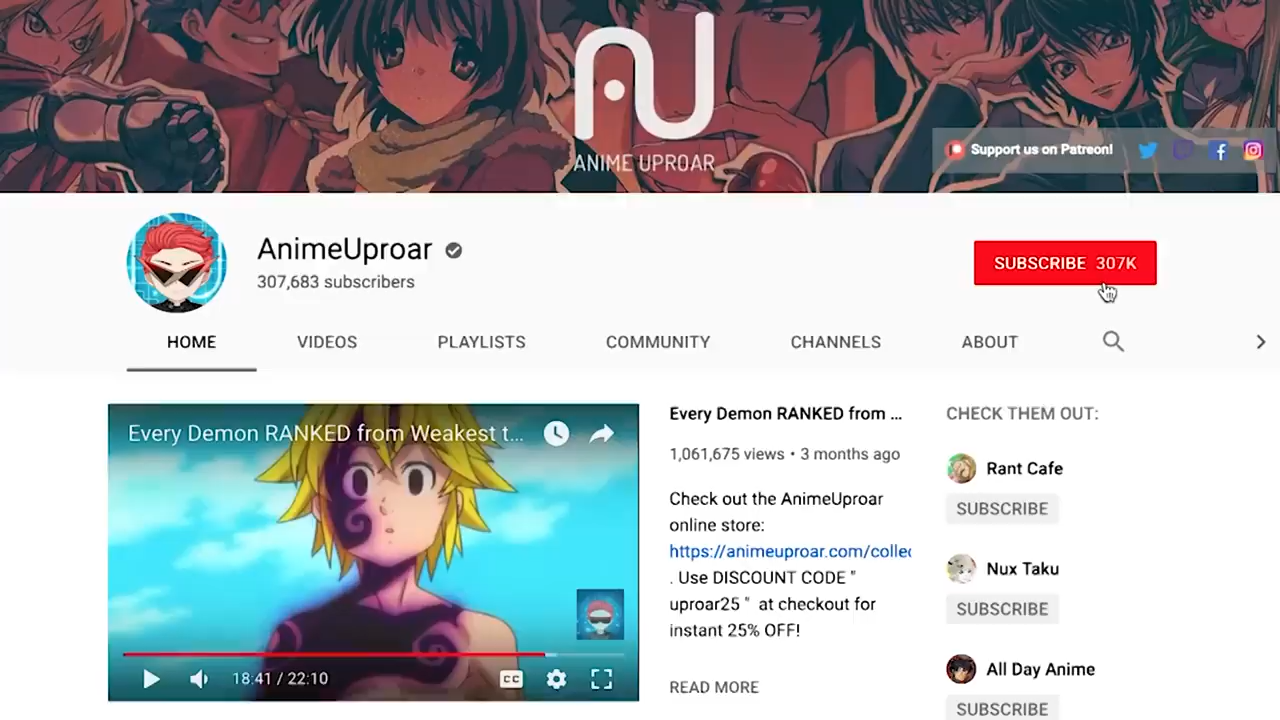 ANIME UPROAR
Support us on Patreon!
AnimeUproar
307,683 subscribers
SUBSCRIBE 307K
HOME VIDEOS PLAYLISTS COMMUNITY CHANNELS ABOUT
Every Demon RANKED from Weakest t...
18:41 / 22:10
CC
Every Demon RANKED from ...
1,061,675 views • 3 months ago
Check out the AnimeUproar
online store:
https://animeuproar.com/collec
. Use DISCOUNT CODE "
uproar25 " at checkout for
instant 25% OFF!
READ MORE
CHECK THEM OUT:
Rant Cafe
SUBSCRIBE
Nux Taku
SUBSCRIBE
All Day Anime
SUBSCRIBE